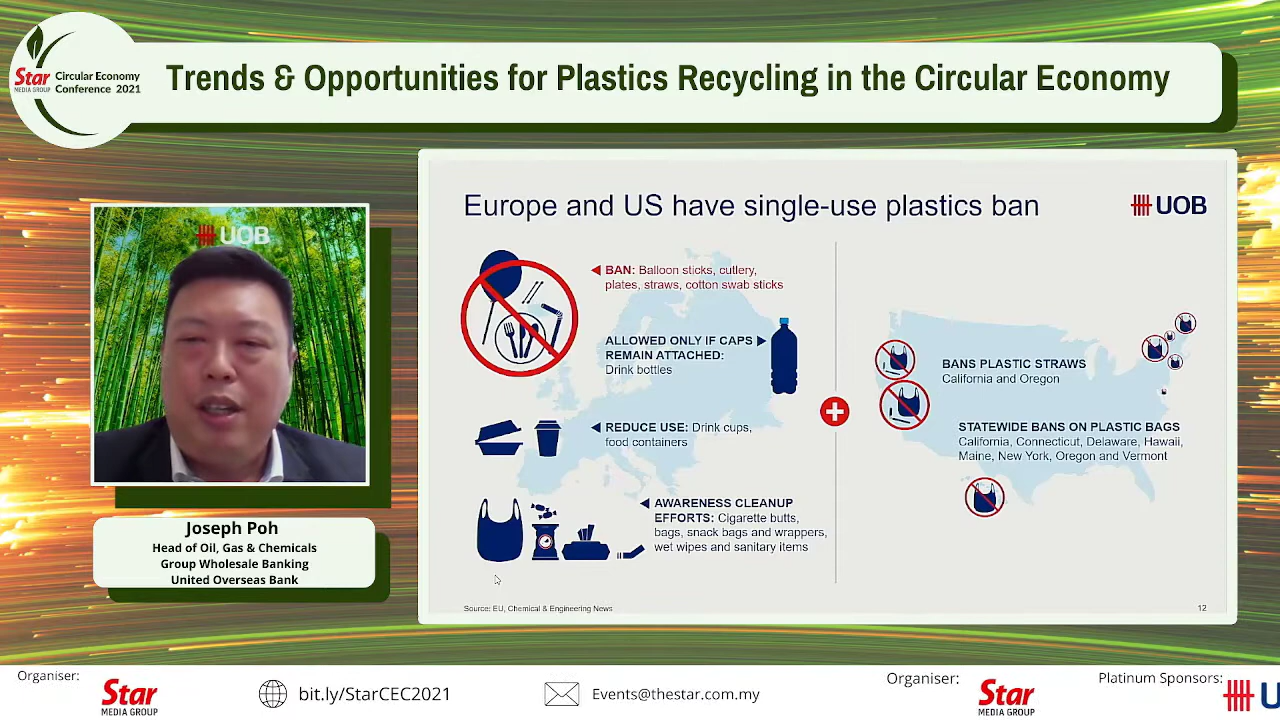 Star
MEDIA GROUP
Circular Economy
Conference 2021
Trends & Opportunities for Plastics Recycling in the Circular Economy
UOB
Joseph Poh
Head of Oil, Gas & Chemicals
Group Wholesale Banking
United Overseas Bank
Europe and US have single-use plastics ban
UOB
BAN: Balloon sticks, cutlery,
plates, straws, cotton swab sticks
ALLOWED ONLY IF CAPS
REMAIN ATTACHED:
Drink bottles
REDUCE USE: Drink cups,
food containers
AWARENESS CLEANUP
EFFORTS: Cigarette butts,
bags, snack bags and wrappers,
wet wipes and sanitary items
BANS PLASTIC STRAWS
California and Oregon
STATEWIDE BANS ON PLASTIC BAGS
California, Connecticut, Delaware, Hawaii,
Maine, New York, Oregon and Vermont
Source: EU, Chemical & Engineering News
12
Organiser:
Star
MEDIA GROUP
bit.ly/StarCEC2021
Events@thestar.com.my
Organiser:
Star
MEDIA GROUP
Platinum Sponsors:
U